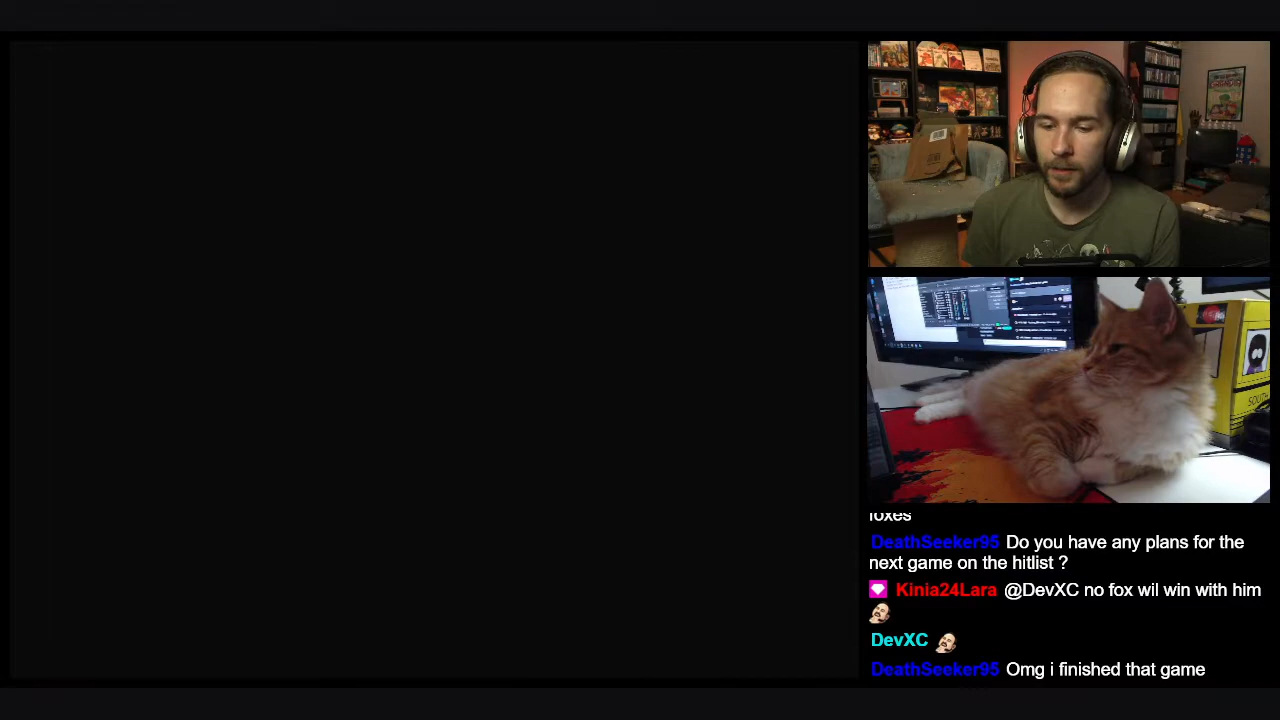 SOUTH
foxes
DeathSeeker95 Do you have any plans for the
next game on the hitlist ?
Kinia24Lara @DevXC no fox wil win with him
DevXC
DeathSeeker95 Omg i finished that game